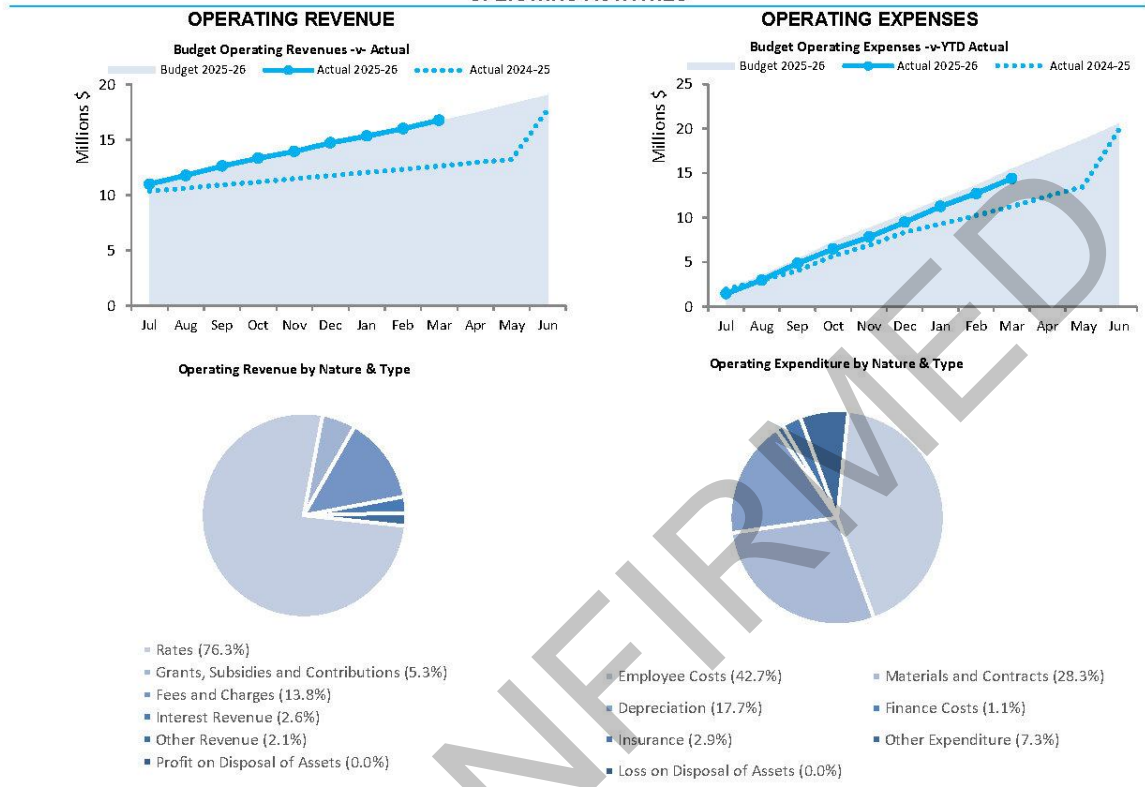 OPERATING REVENUE
Budget Operating Revenues -v- Actual
Budget 2025-26 Actual 2025-26 Actual 2024-25
Millions $
20
15
10
5
0
Jul Aug Sep Oct Nov Dec Jan Feb Mar Apr May Jun
Operating Revenue by Nature & Type
Rates (76.3%)
Grants, Subsidies and Contributions (5.3%)
Fees and Charges (13.8%)
Interest Revenue (2.6%)
Other Revenue (2.1%)
Profit on Disposal of Assets (0.0%)
OPERATING EXPENSES
Budget Operating Expenses -v-YTD Actual
Budget 2025-26 Actual 2025-26 Actual 2024-25
Millions $
25
20
15
10
5
0
Jul Aug Sep Oct Nov Dec Jan Feb Mar Apr May Jun
Operating Expenditure by Nature & Type
Employee Costs (42.7%) Materials and Contracts (28.3%)
Depreciation (17.7%) Finance Costs (1.1%)
Insurance (2.9%) Other Expenditure (7.3%)
Loss on Disposal of Assets (0.0%)
NFIRMED